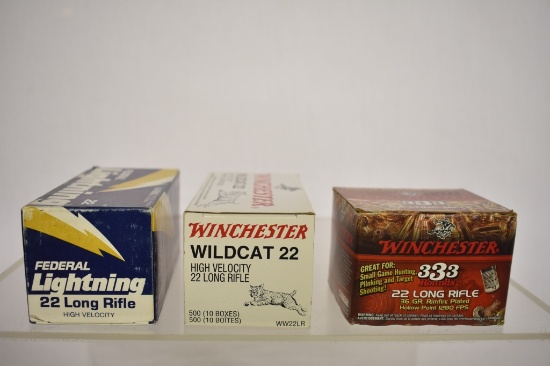 FEDERAL
Lightning
22 Long Rifle
HIGH VELOCITY
WINCHESTER
WINCHESTER
WILDCAT 22
HIGH VELOCITY
22 LONG RIFLE
500 (10 BOXES)
500 (10 BOITES)
WW22LR
WINCHESTER
GREAT FOR:
Small Game Hunting,
Plinking and Target
Shooting!
333
22 LONG RIFLE
36 GR Rimfire Plated
Hollow Point 1280 FPS